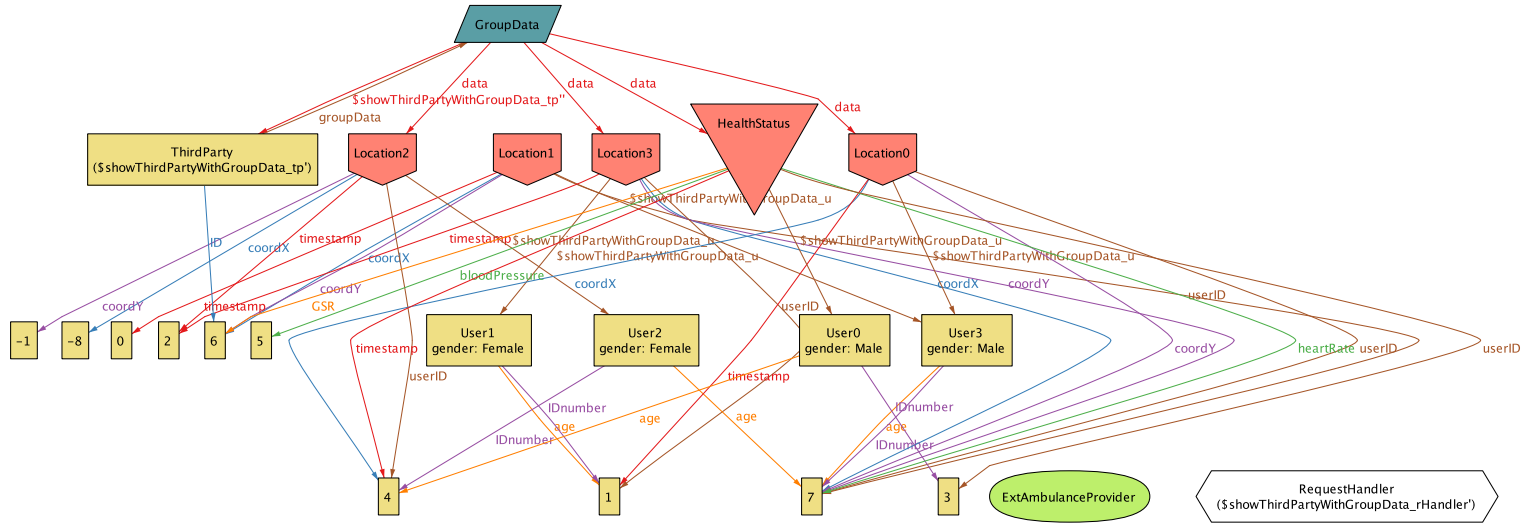 GroupData
data
data
data
$showThirdPartyWithGroupData_tp''
data
groupData
HealthStatus
ThirdParty
($showThirdPartyWithGroupData_tp')
Location2
Location1
Location3
Location0
$showThirdPartyWithGroupData_u
ID
coordX
timestamp
timestamp
$showThirdPartyWithGroupData_u
$showThirdPartyWithGroupData_u
coordX
$showThirdPartyWithGroupData_u
$showThirdPartyWithGroupData_u
bloodPressure
coordX
coordX
coordY
coordY
userID
coordY
timestamp
GSR
userID
-1
-8
0
2
6
5
User1
gender: Female
User2
gender: Female
User0
gender: Male
User3
gender: Male
timestamp
coordY
heartRate
userID
userID
userID
timestamp
IDnumber
age
age
age
IDnumber
IDnumber
age
IDnumber
4
1
7
3
ExtAmbulanceProvider
RequestHandler
($showThirdPartyWithGroupData_rHandler')